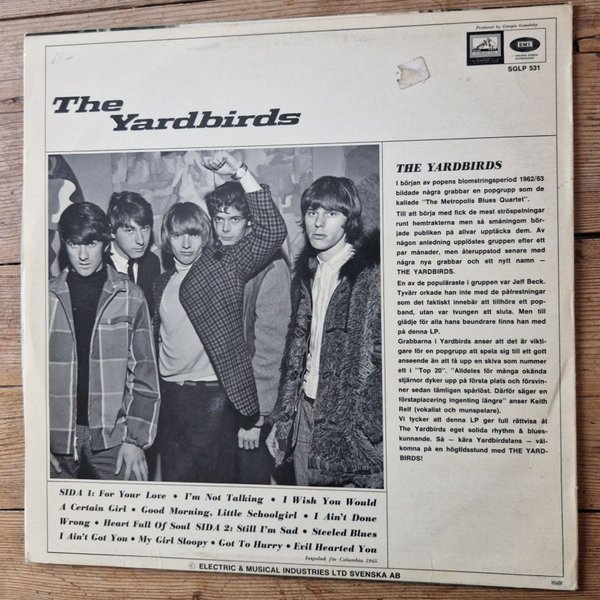 11:-
Produced by Giorgio Gomelsky
EMI
SGLP 531
The
Yardbirds
THE YARDBIRDS
I början av popens blomstringsperiod 1962/63
bildade några grabbar en popgrupp som de
kallade "The Metropolis Blues Quartet".
Till att börja med fick de mest ströspelningar
runt hemtrakterna men så småningom bör-
jade publiken på allvar upptäcka dem. Av
någon anledning upplöstes gruppen efter ett
par månader, men återuppstod senare med
några nya grabbar och ett nytt namn —
THE YARDBIRDS.
En av de populäraste i gruppen var Jeff Beck.
Tyvärr orkade han inte med de påfrestningar
som det faktiskt innebär att tillhöra ett pop-
band, utan var tvungen att sluta. Men till
glädje för alla hans beundrare finns han med
på denna LP.
Grabbarna i Yardbirds anser att det är vikti-
gare för en popgrupp att spela sig till ett gott
anseende än att få upp en skiva som nummer
ett i "Top 20". "Alldeles för många okända
stjärnor dyker upp på första plats och försvin-
ner sedan tämligen spårlöst. Därför säger en
förstaplacering ingenting längre" anser Keith
Relf (vokalist och munspelare).
Vi tycker att denna LP ger full rättvisa åt
The Yardbirds eget solida rhythm & blues-
kunnande. Så — kära Yardbirdsfans — väl-
komna på en högtidsstund med THE YARD-
BIRDS!
SIDA 1: For Your Love • I'm Not Talking • I Wish You Would
A Certain Girl • Good Morning, Little Schoolgirl • I Ain't Done
Wrong • Heart Full Of Soul SIDA 2: Still I'm Sad • Steeled Blues
I Ain't Got You • My Girl Sloopy • Got To Hurry • Evil Hearted You
Inspelad för Columbia 1965
© ELECTRIC & MUSICAL INDUSTRIES LTD SVENSKA AB